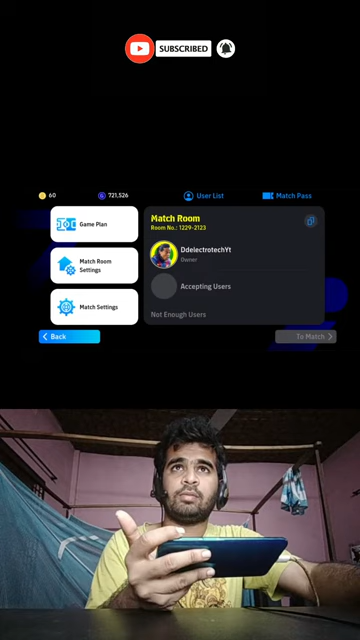 SUBSCRIBED
60
721,526
User List
Match Pass
Game Plan
Match Room
Settings
Match Settings
Match Room
Room No.: 1229-2123
DdelectrotechYt
Owner
Accepting Users
Not Enough Users
Back
To Match